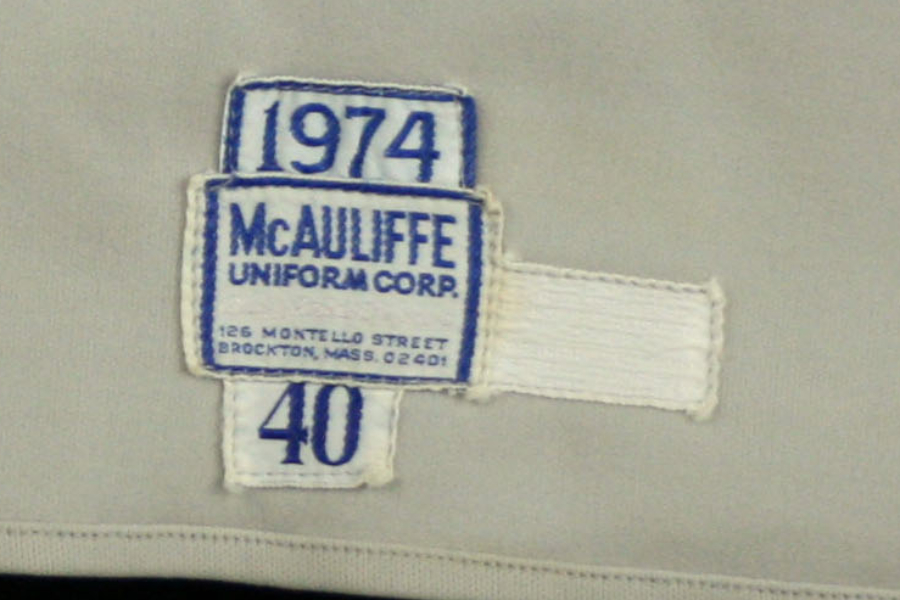 1974
McAULIFFE
UNIFORM CORP.
126 MONTELLO STREET
BROCKTON, MASS. 02401
40